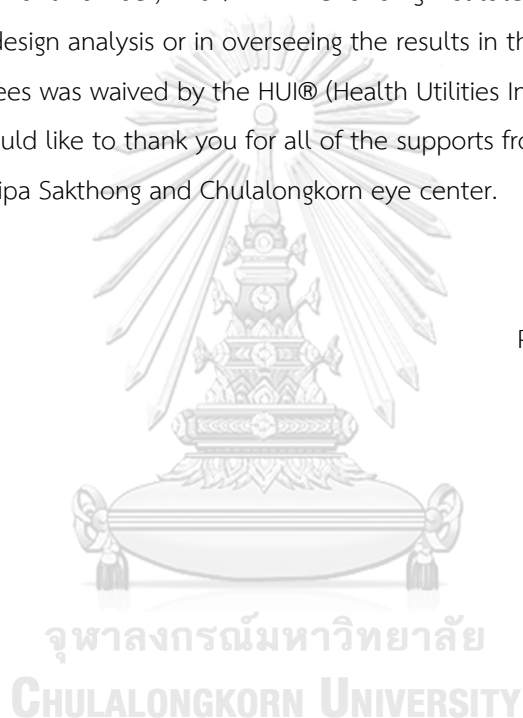 design analysis or in overseeing the results in th
ees was waived by the HUI® (Health Utilities In
uld like to thank you for all of the supports fro
ipa Sakthong and Chulalongkorn eye center.
จุฬาลงกรณ์มหาวิทยาลัย
CHULALONGKORN UNIVERSITY